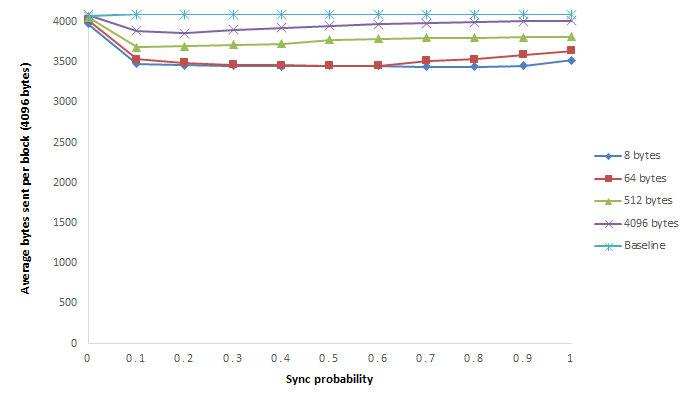 4000
3500
3000
2500
2000
1500
1000
500
0
Average bytes sent per block (4096 bytes)
0 0.1 0.2 0.3 0.4 0.5 0.6 0.7 0.8 0.9 1
Sync probability
8 bytes
64 bytes
512 bytes
4096 bytes
Baseline